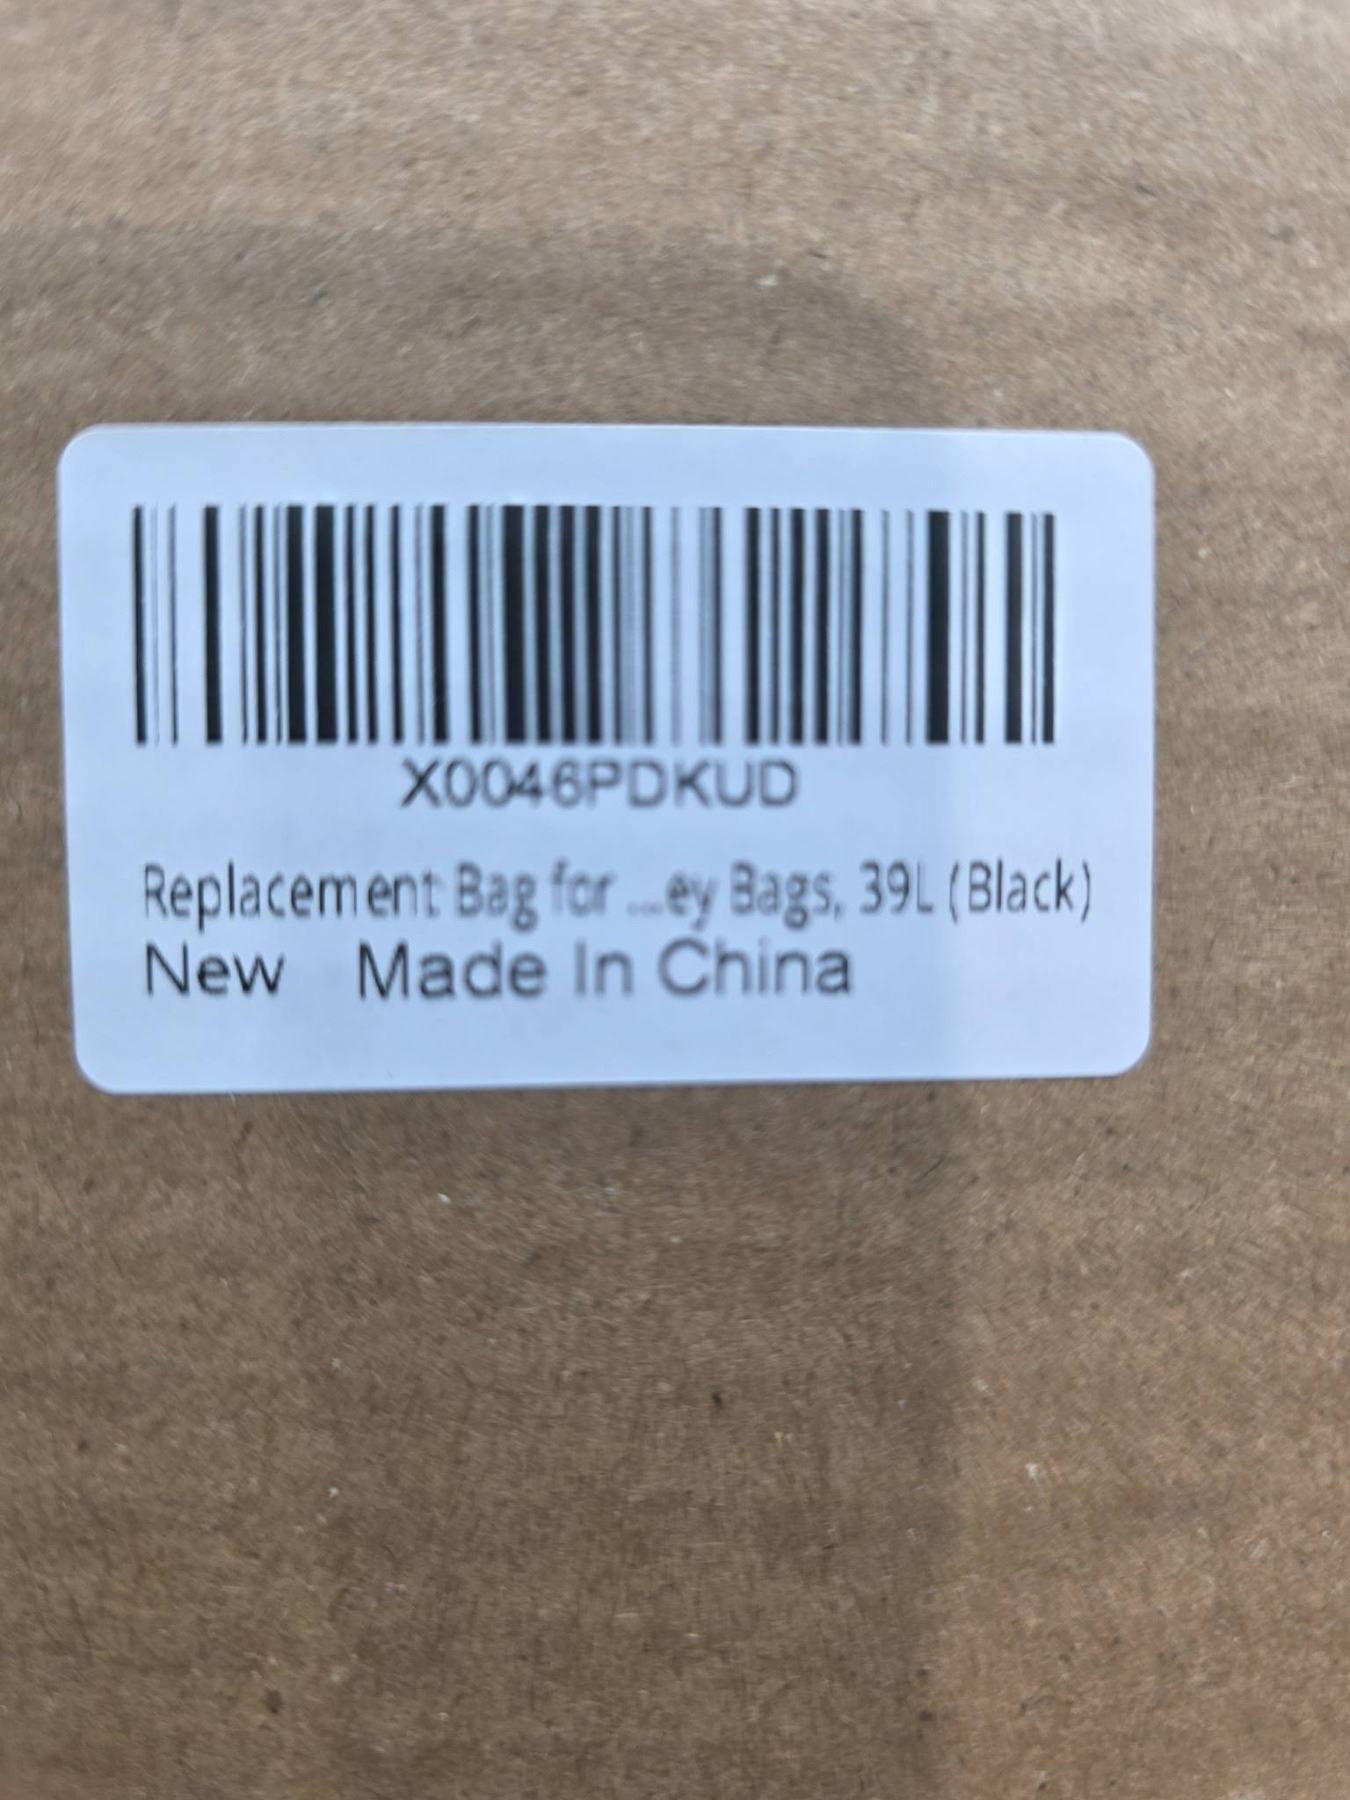 X0046PDKUD
Replacement Bag for ...ey Bags, 39L (Black)
New Made In China